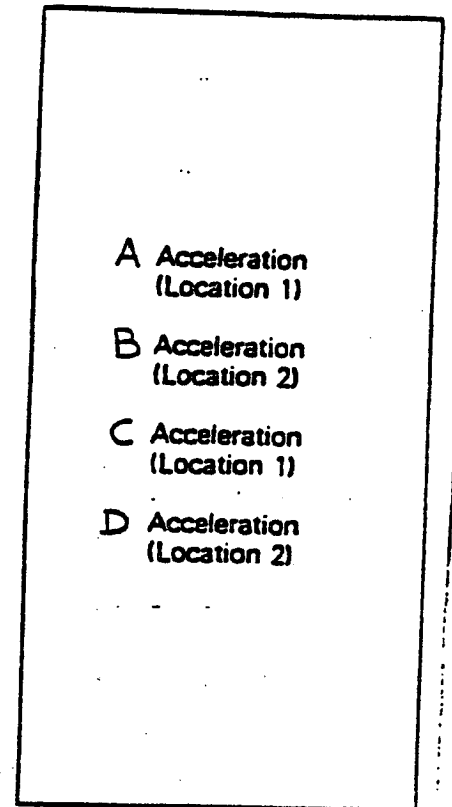 A Acceleration
(Location 1)
B Acceleration
(Location 2)
C Acceleration
(Location 1)
D Acceleration
(Location 2)